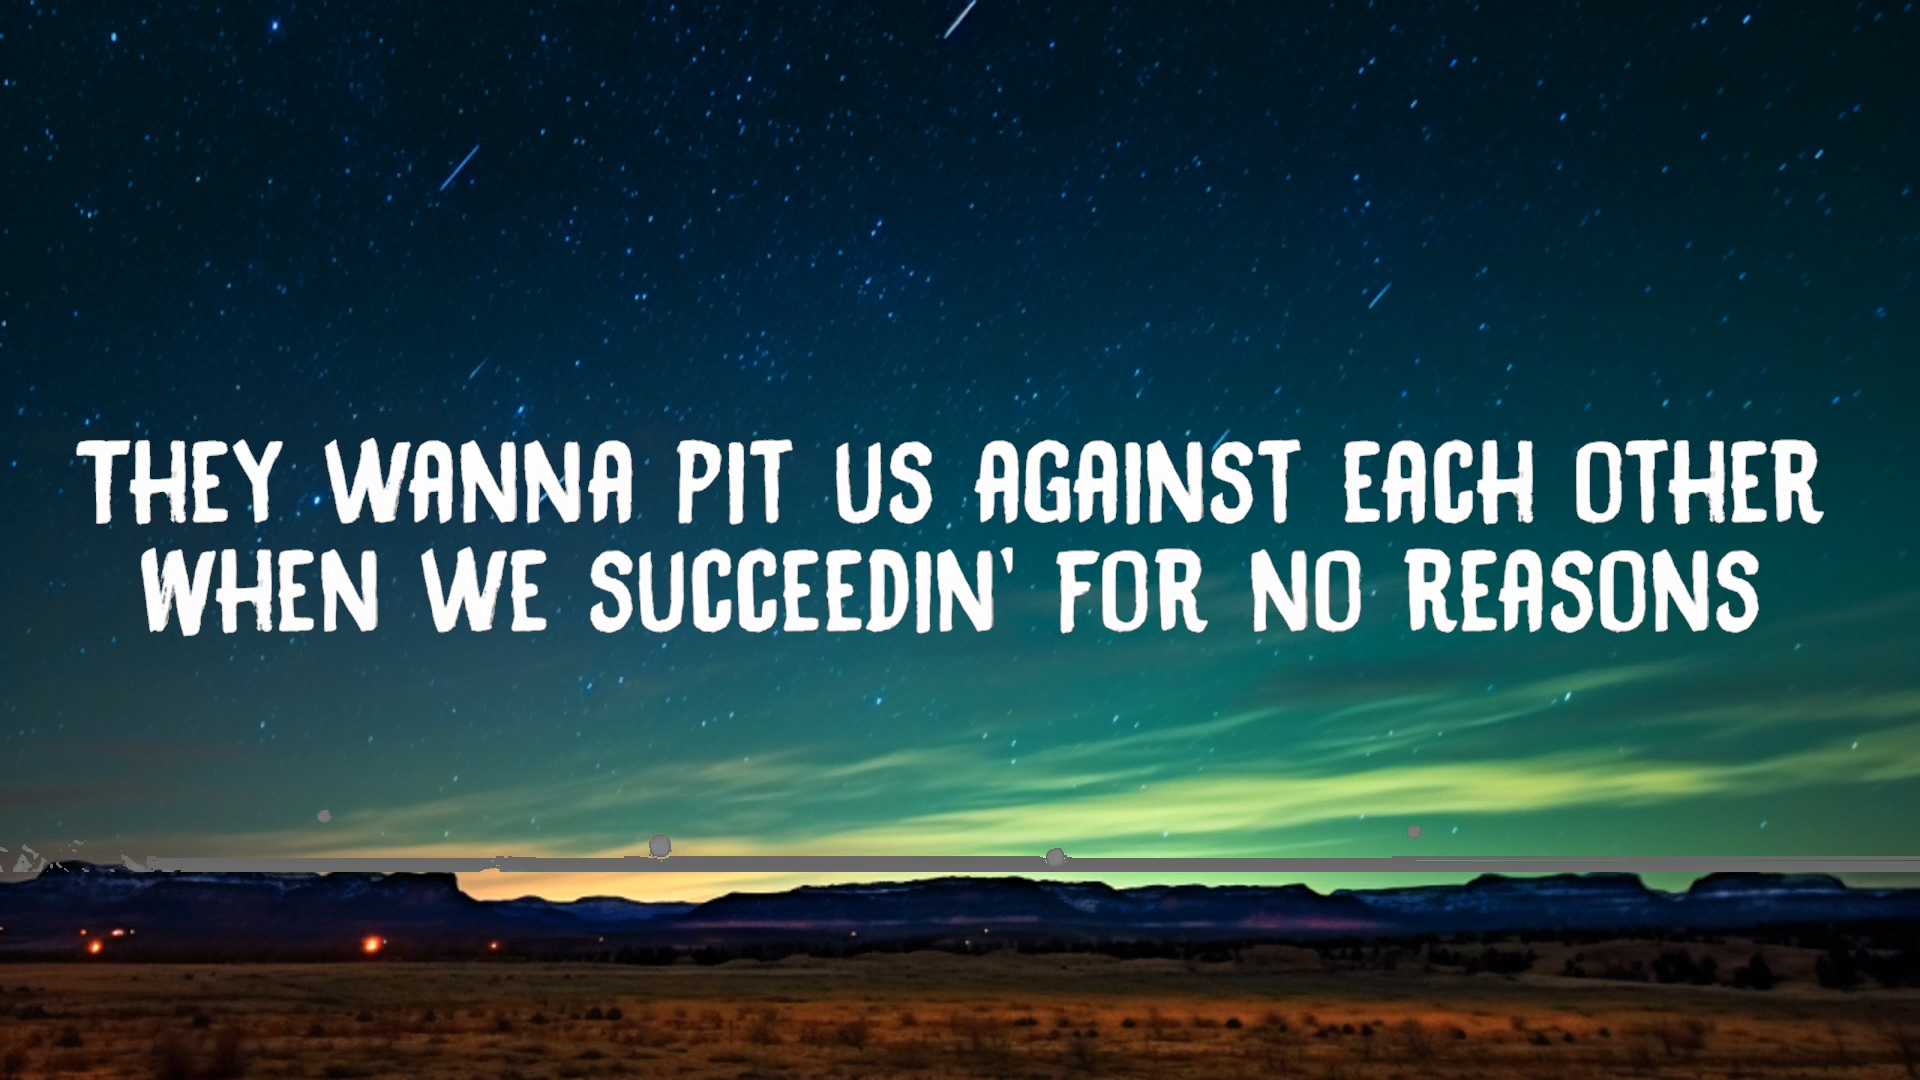 THEY WANNA PIT US AGAINST EACH OTHER
WHEN WE SUCCEEDIN' FOR NO REASONS